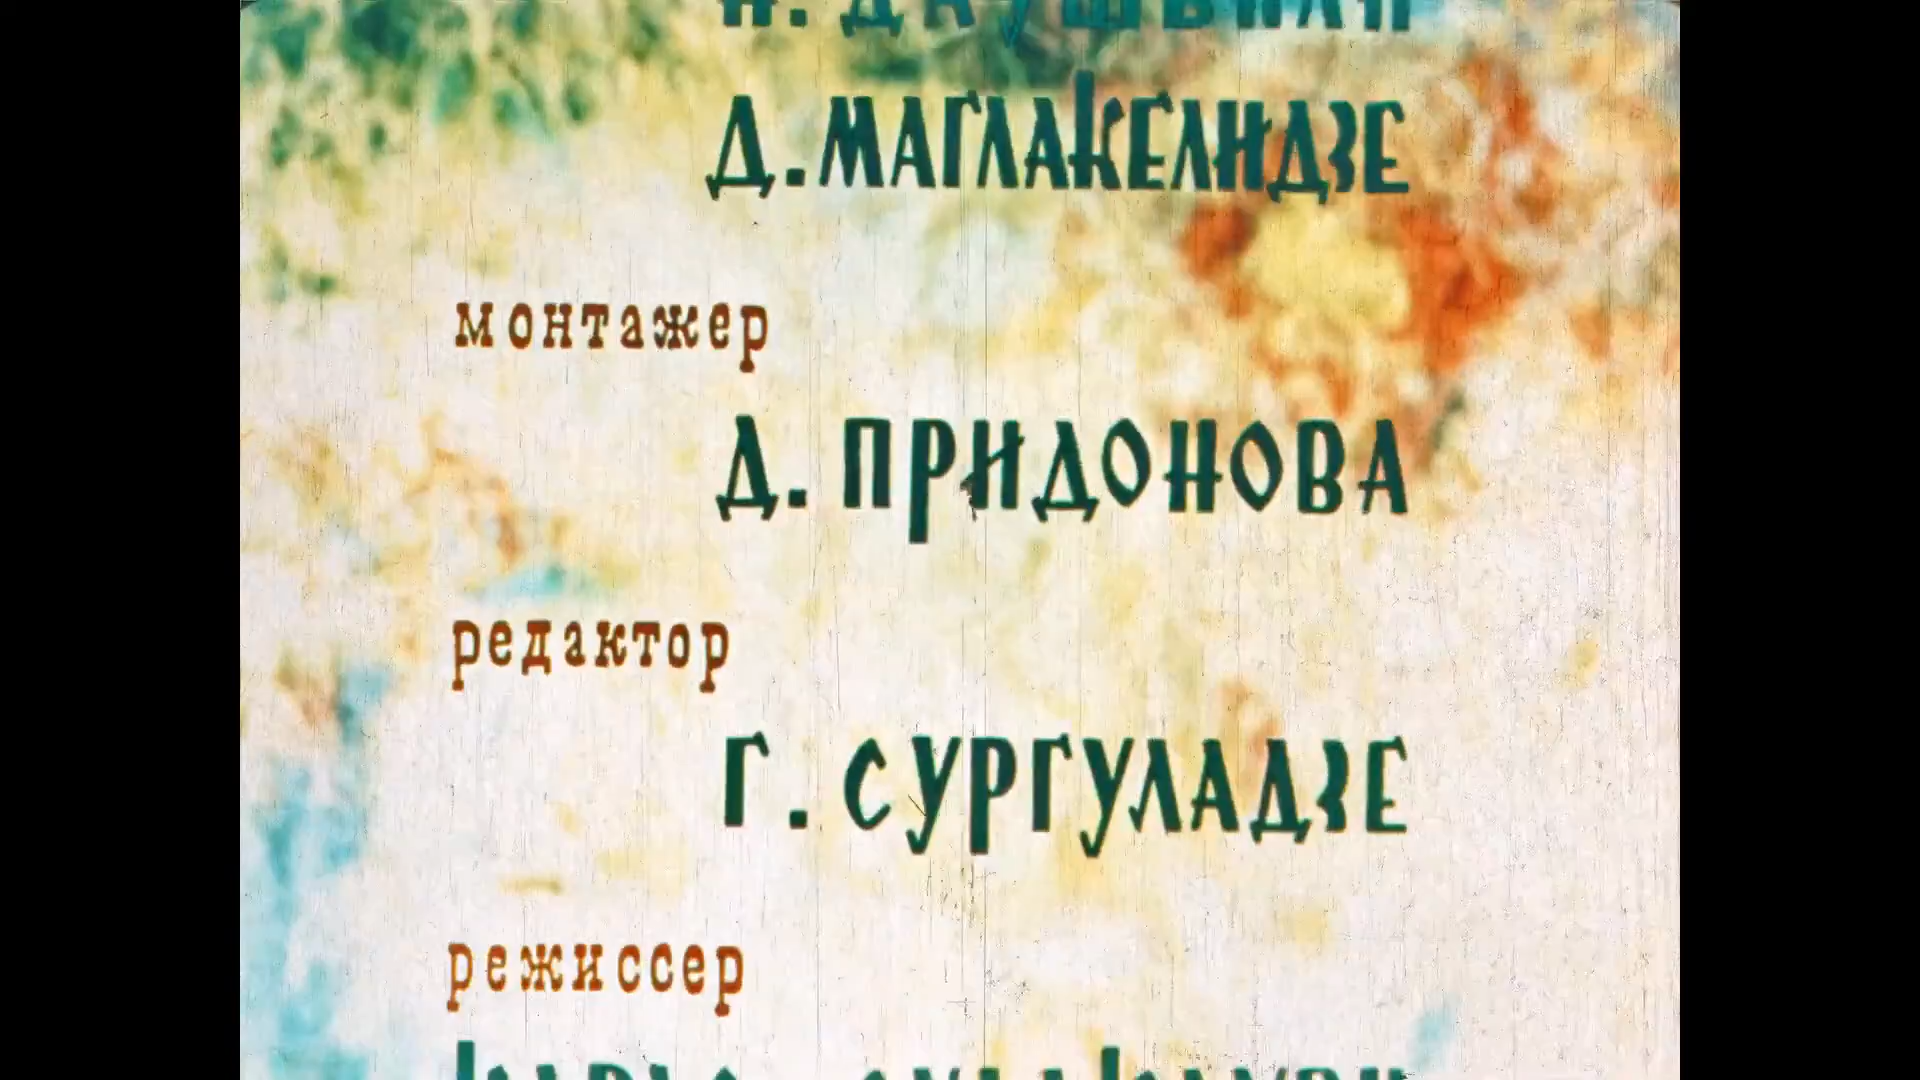 Д. МАГЛАКЕЛИДЗЕ
монтажер
Д. ПРИДОНОВА
редактор
Г. СУРГУЛАДЗЕ
режиссер